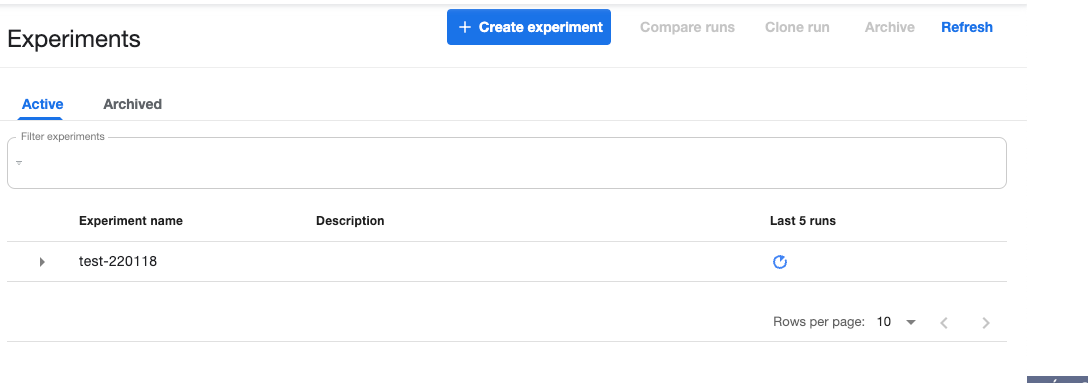 Experiments
+ Create experiment
Compare runs
Clone run
Archive
Refresh
Active
Archived
Filter experiments
Experiment name
Description
Last 5 runs
test-220118
Rows per page: 10